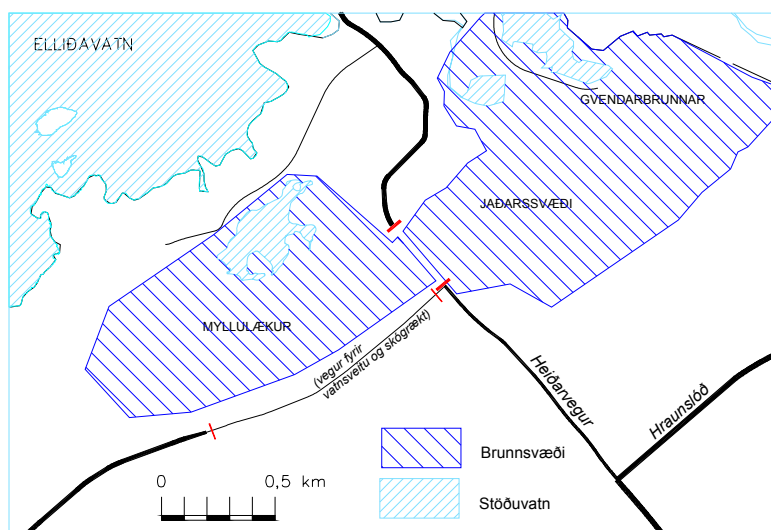 ELLIÐAVATN
GVENDARBRUNNAR
JAÐARSSVÆÐI
MYLLULÆKUR
(vegur fyrir
vatnsveitu og skógrækt)
Heiðarvegur
Hraunslóð
Brunnsvæði
0 0,5 km
Stöðuvatn